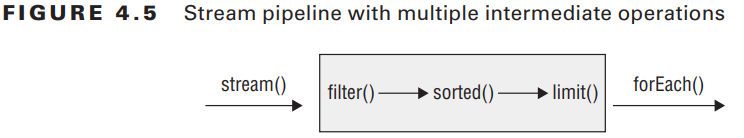 FIGURE 4.5 Stream pipeline with multiple intermediate operations
stream() filter() sorted() limit() forEach()